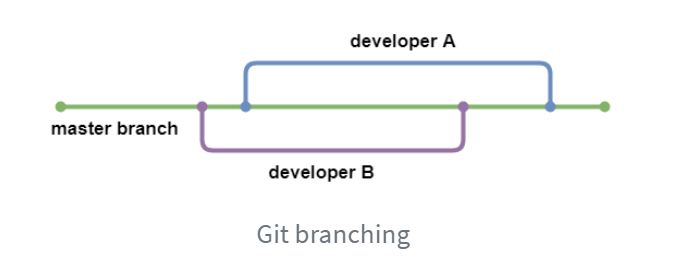 developer A
master branch
developer B
Git branching